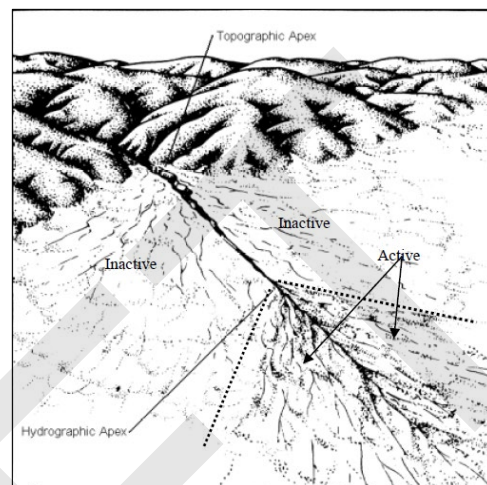 Topographic Apex
Inactive
Inactive
Active
Hydrographic Apex